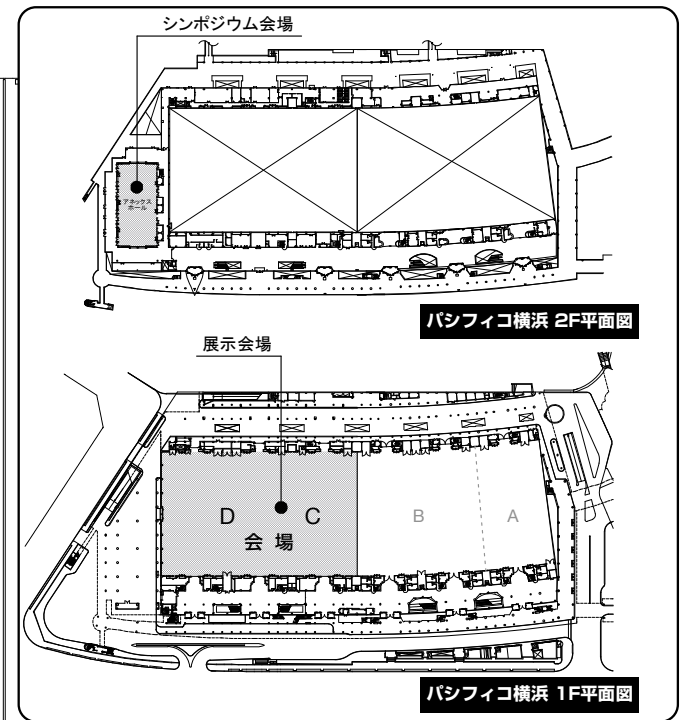 シンポジウム会場
アネックス
ホール
パシフィコ横浜 2F平面図
展示会場
D C B A
会 場
パシフィコ横浜 1F平面図